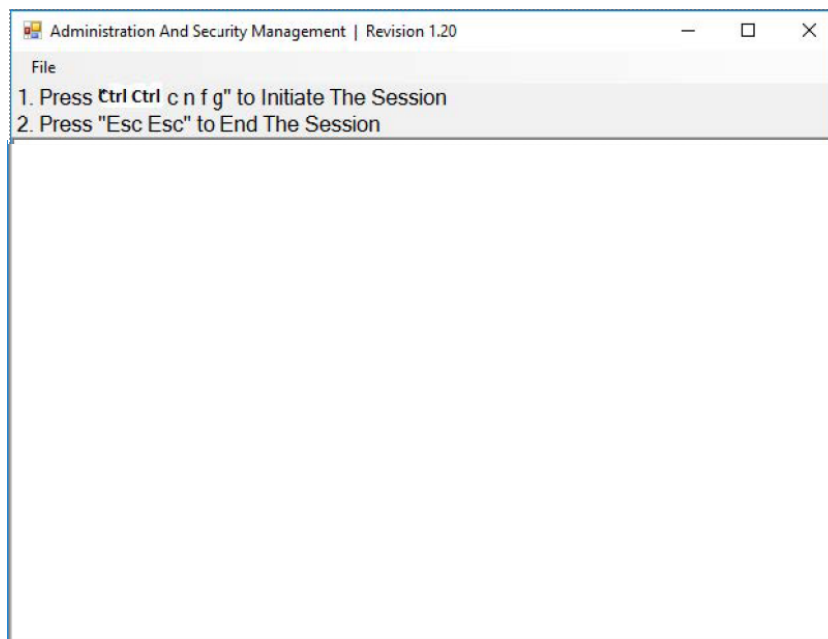 Administration And Security Management | Revision 1.20
File
1. Press "Ctrl Ctrl c n f g" to Initiate The Session
2. Press "Esc Esc" to End The Session